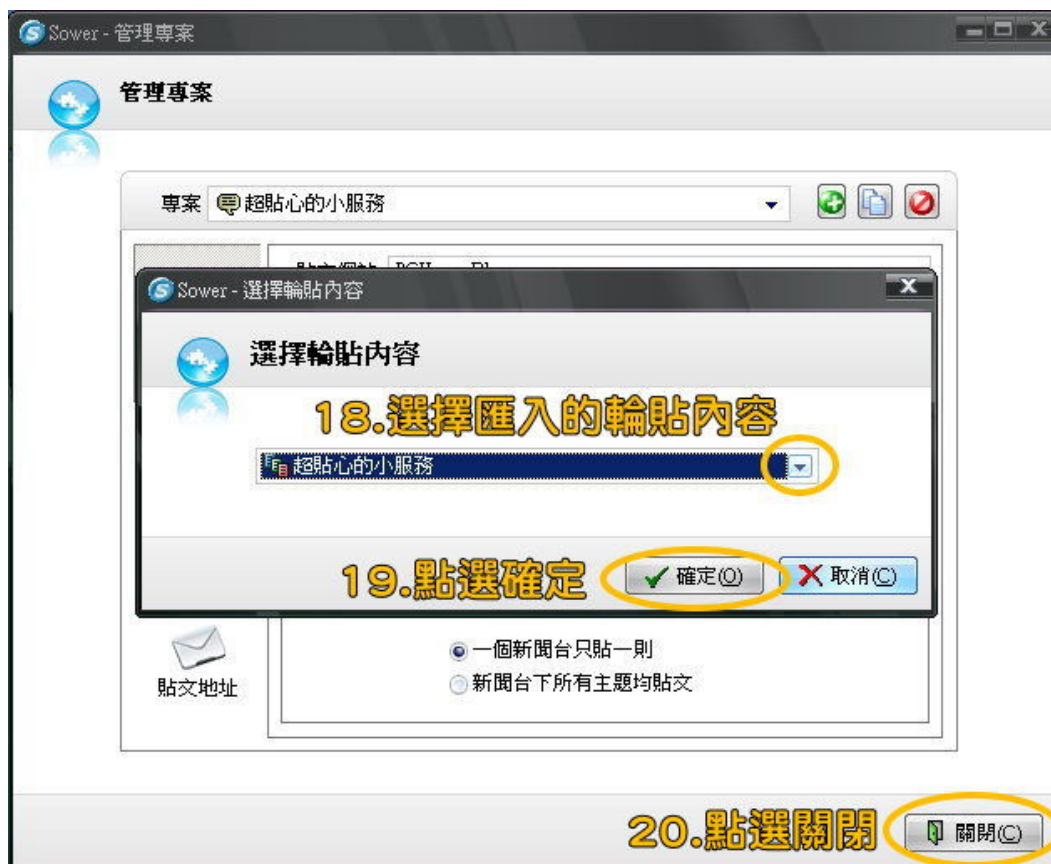 Sower - 管理專案
管理專案
專案 超貼心的小服務
Sower - 選擇輪貼內容
選擇輪貼內容
18.選擇匯入的輪貼內容
超貼心的小服務
19.點選確定
確定(O)
取消(C)
一個新聞台只貼一則
新聞台下所有主題均貼文
貼文地址
20.點選關閉
關閉(C)